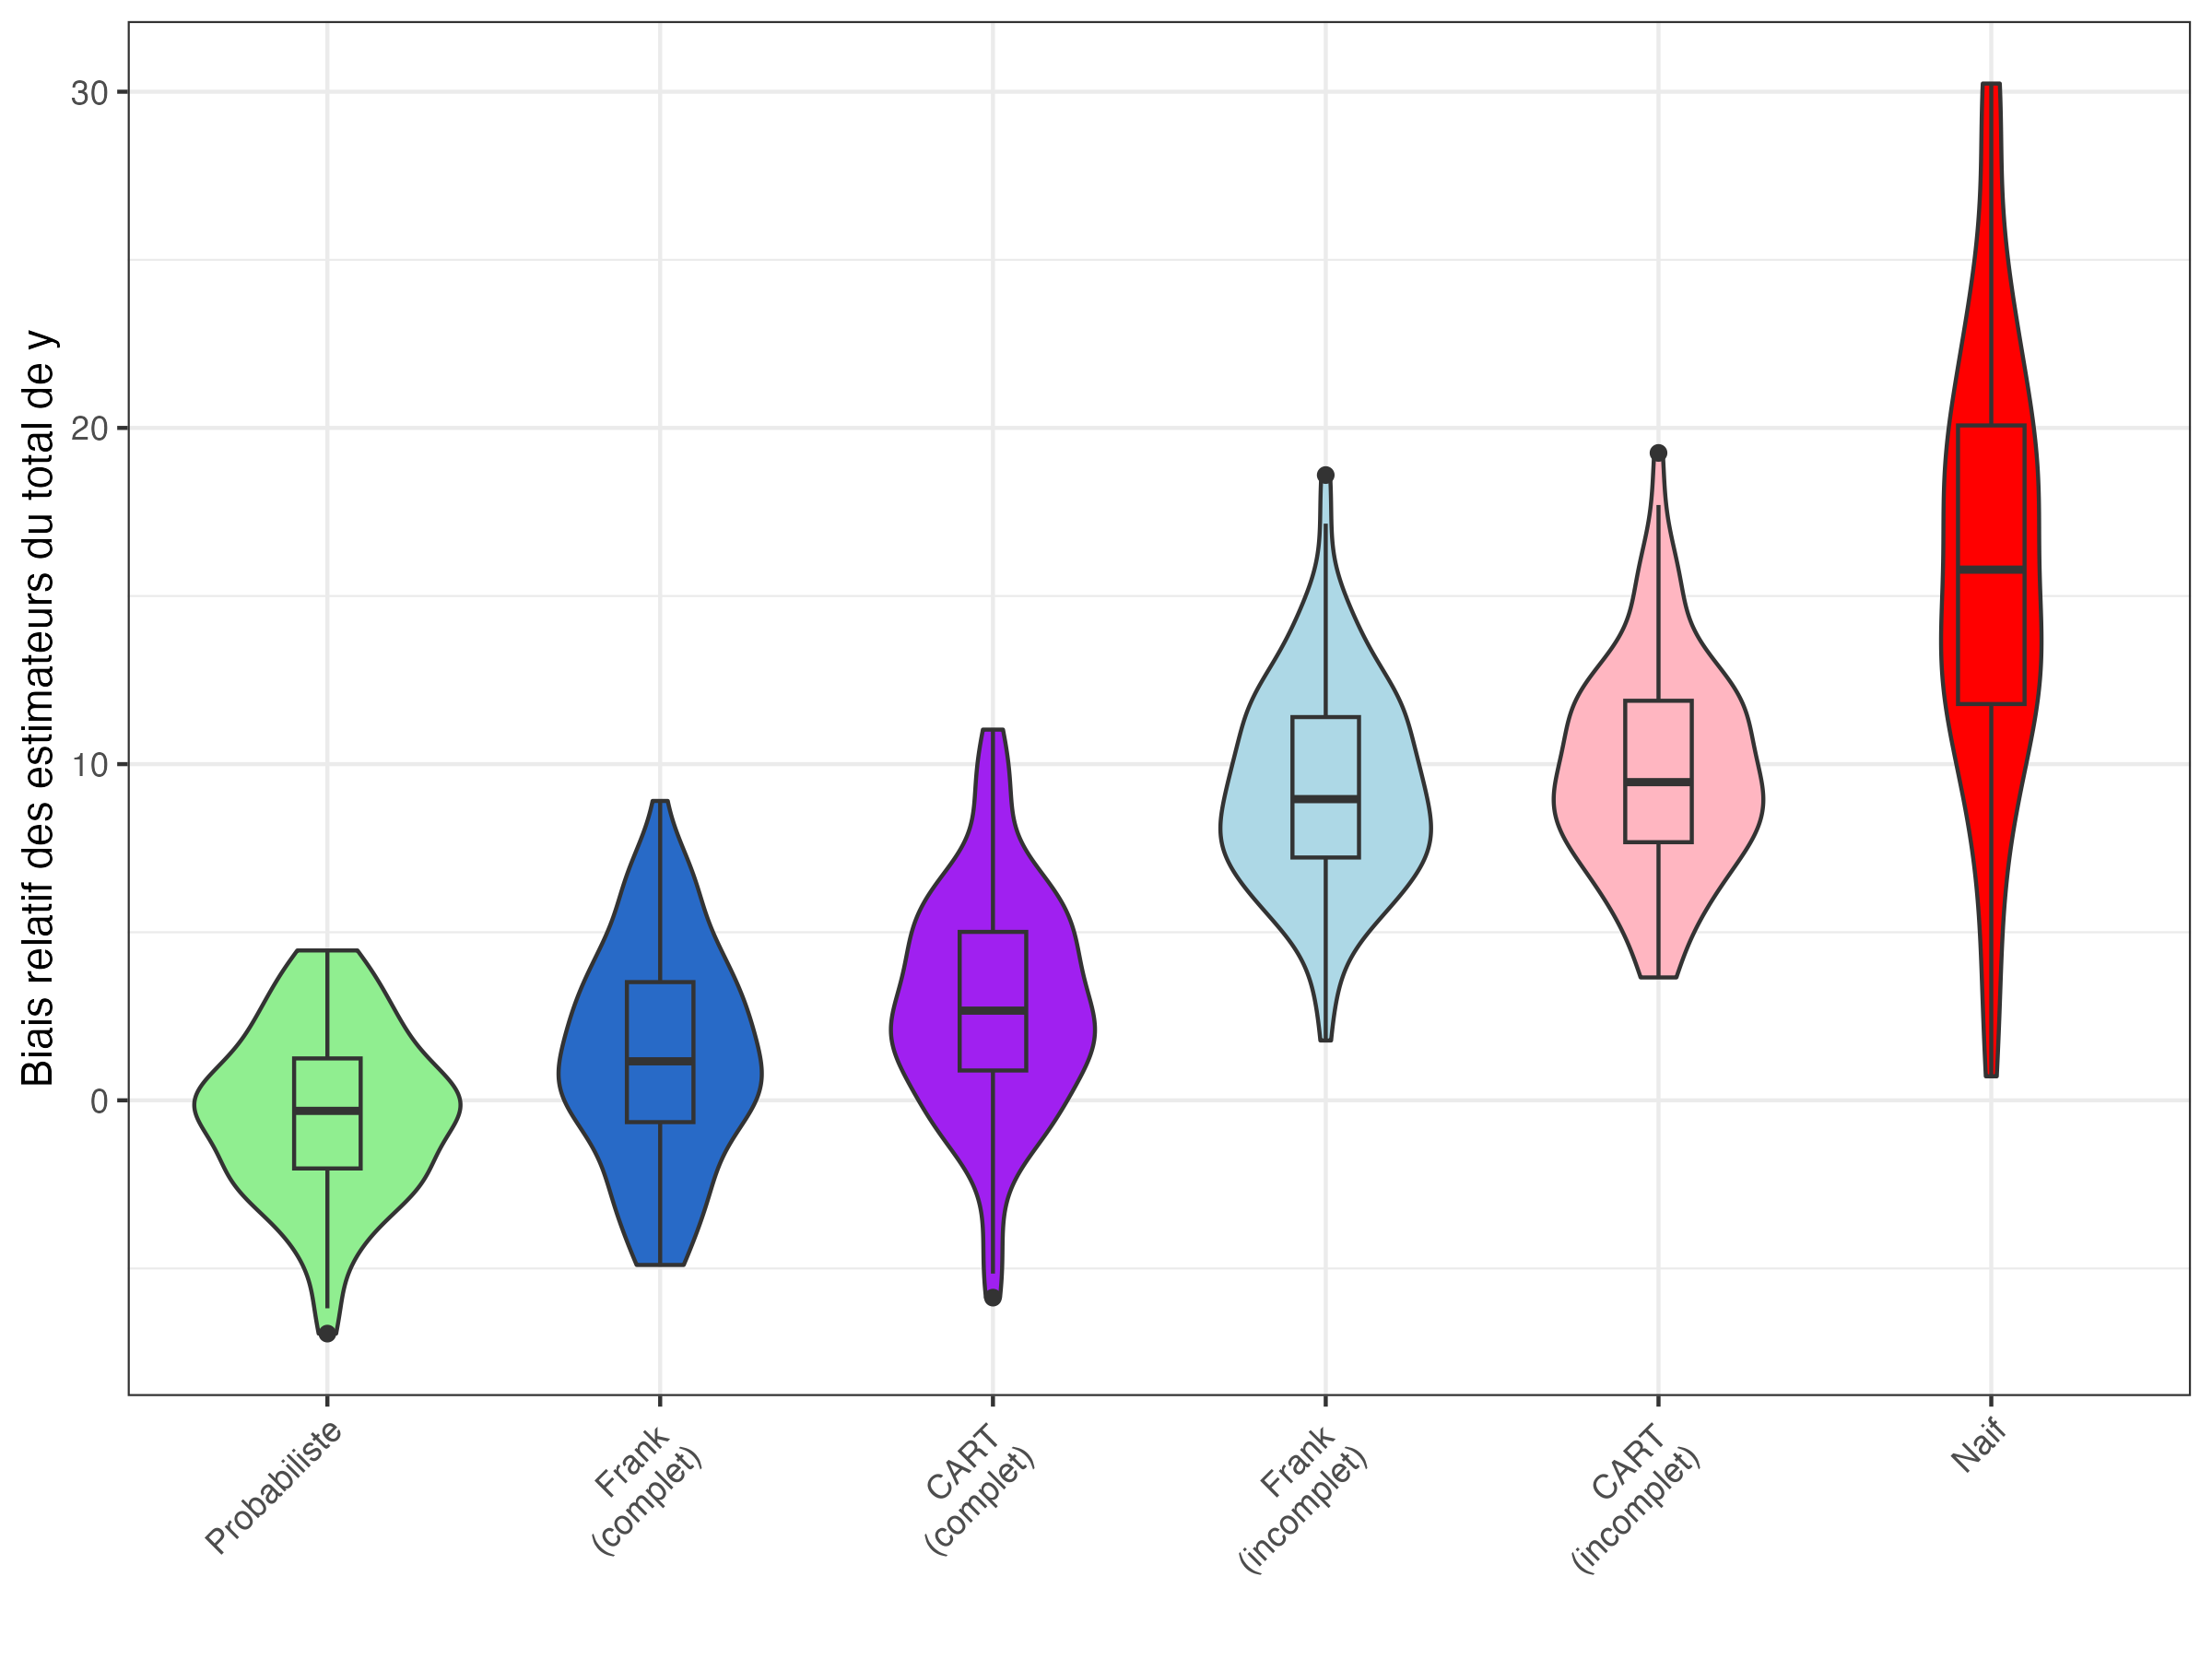 Biais relatif des estimateurs du total de y
30
20
10
0
Probabiliste
Frank
(complet)
CART
(complet)
Frank
(incomplet)
CART
(incomplet)
Naif